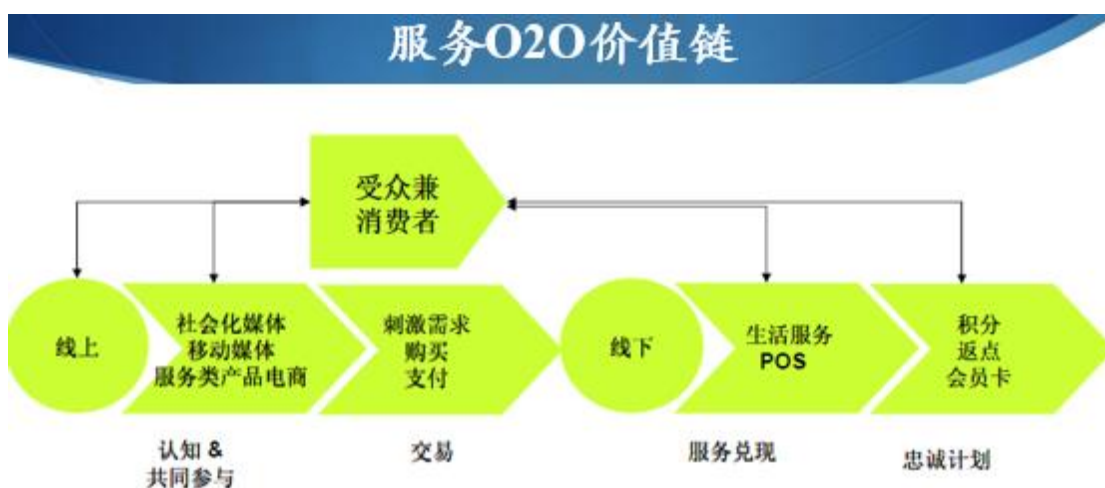 服务O2O价值链
受众兼
消费者
线上
社会化媒体
移动媒体
服务类产品电商
刺激需求
购买
支付
线下
生活服务
POS
积分
返点
会员卡
认知 &
共同参与
交易
服务兑现
忠诚计划